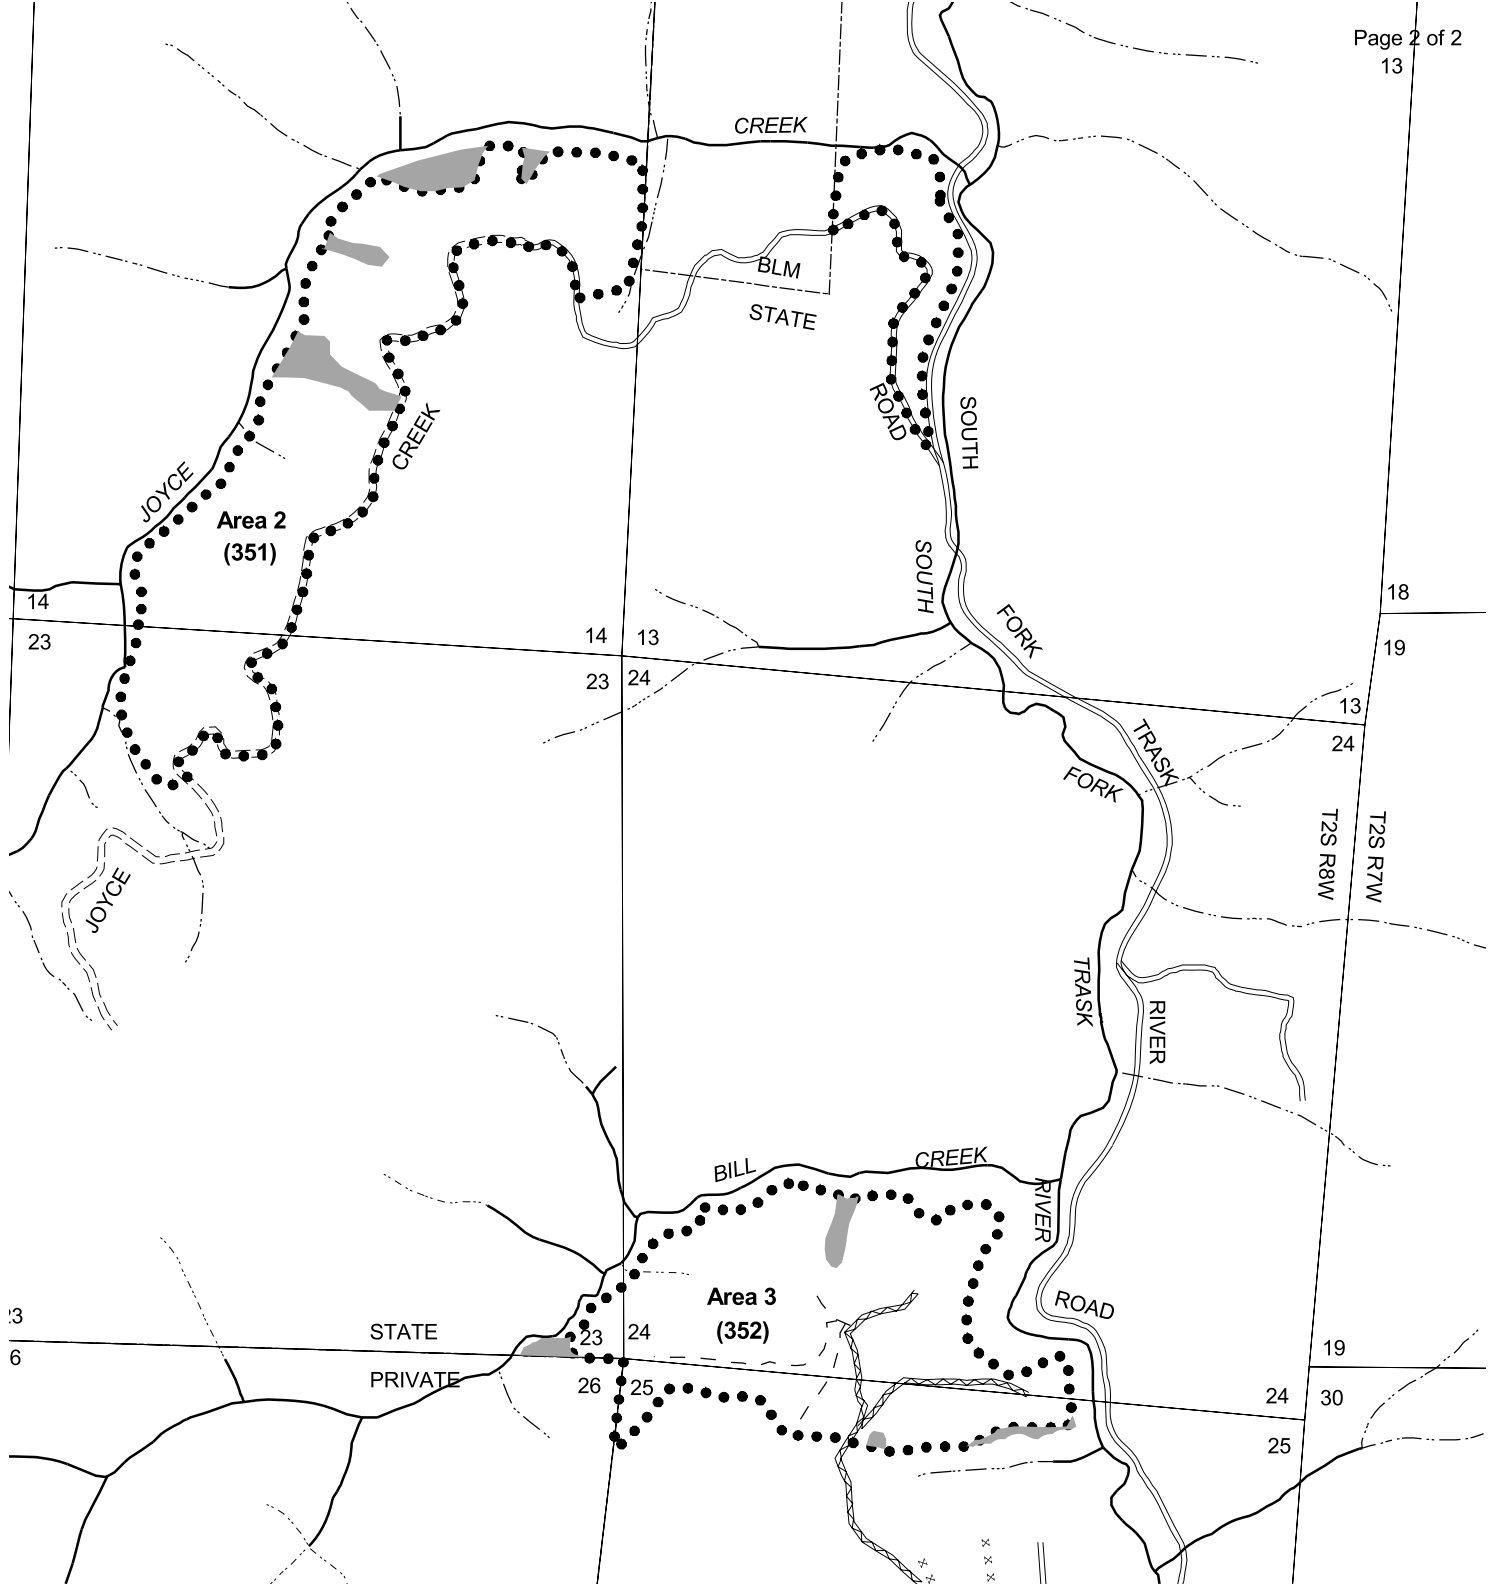 Page 2 of 2
13
CREEK
BLM
STATE
ROAD
SOUTH
CREEK
JOYCE
Area 2
(351)
SOUTH
14
23
14 13
23 24
18
19
FORK
13
24
TRASK
FORK
T2S R8W
T2S R7W
JOYCE
TRASK
RIVER
BILL
CREEK
RIVER
Area 3
(352)
ROAD
23
6
STATE
PRIVATE
23 24
26 25
19
24 30
25